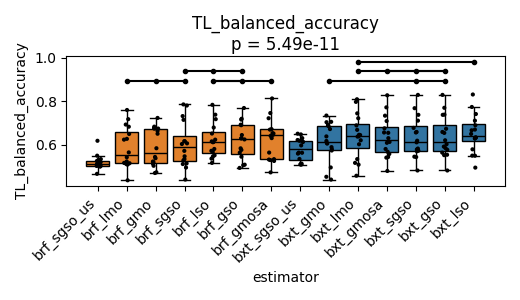 TL_balanced_accuracy
p = 5.49e-11
TL_balanced_accuracy
1.0
0.8
0.6
brf_sgso_us
brf_lmo
brf_gmo
brf_sgso
brf_lso
brf_gso
brf_gmosa
bxt_sgso_us
bxt_gmo
bxt_lmo
bxt_gmosa
bxt_sgso
bxt_gso
bxt_lso
estimator